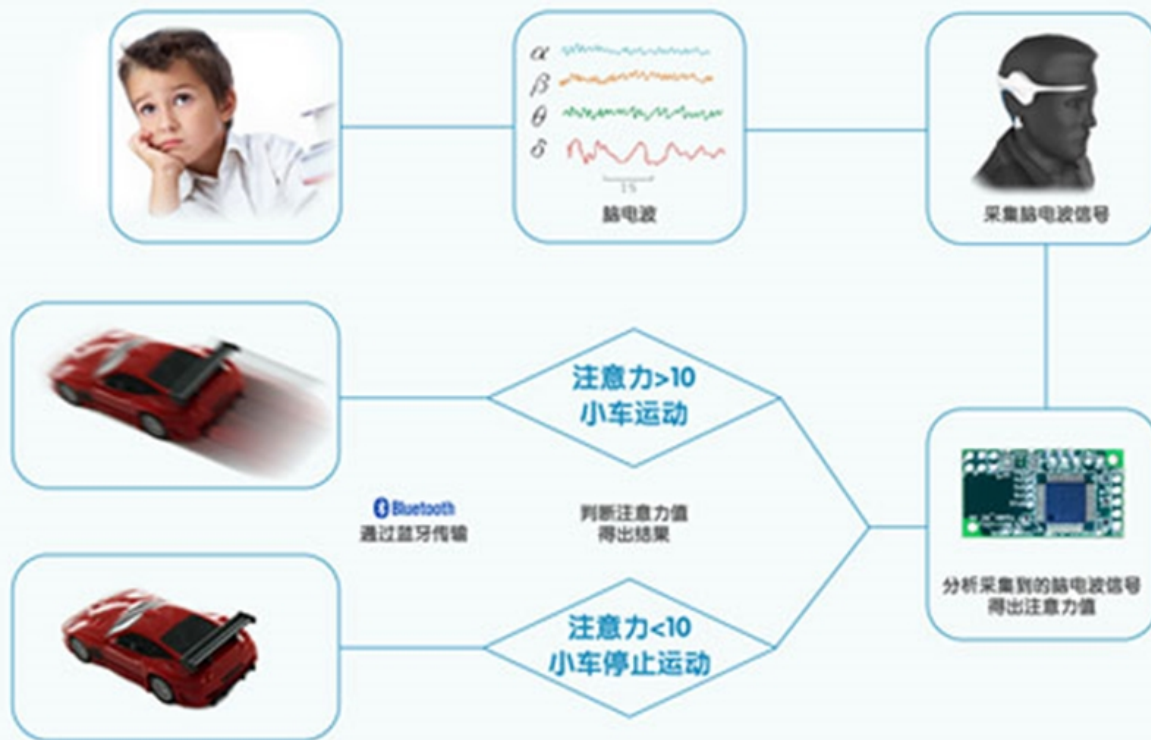 α
β
θ
δ
1S
脑电波
采集脑电波信号
注意力>10
小车运动
Bluetooth
通过蓝牙传输
判断注意力值
得出结果
分析采集到的脑电波信号
得出注意力值
注意力<10
小车停止运动